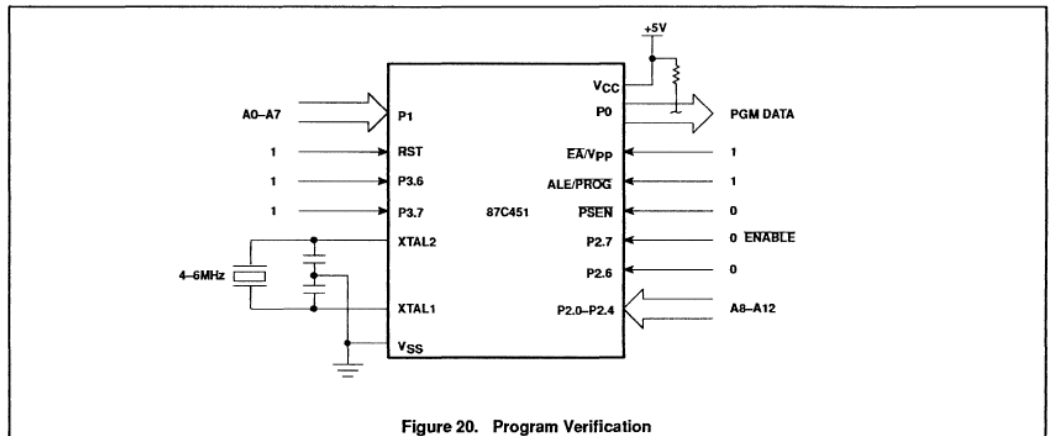 +5V
VCC
A0–A7
P1
P0
PGM DATA
1
RST
EA/VPP
1
1
P3.6
ALE/PROG
1
1
P3.7
87C451
PSEN
0
XTAL2
P2.7
0 ENABLE
4–6MHz
P2.6
0
XTAL1
P2.0–P2.4
A8–A12
VSS
Figure 20. Program Verification